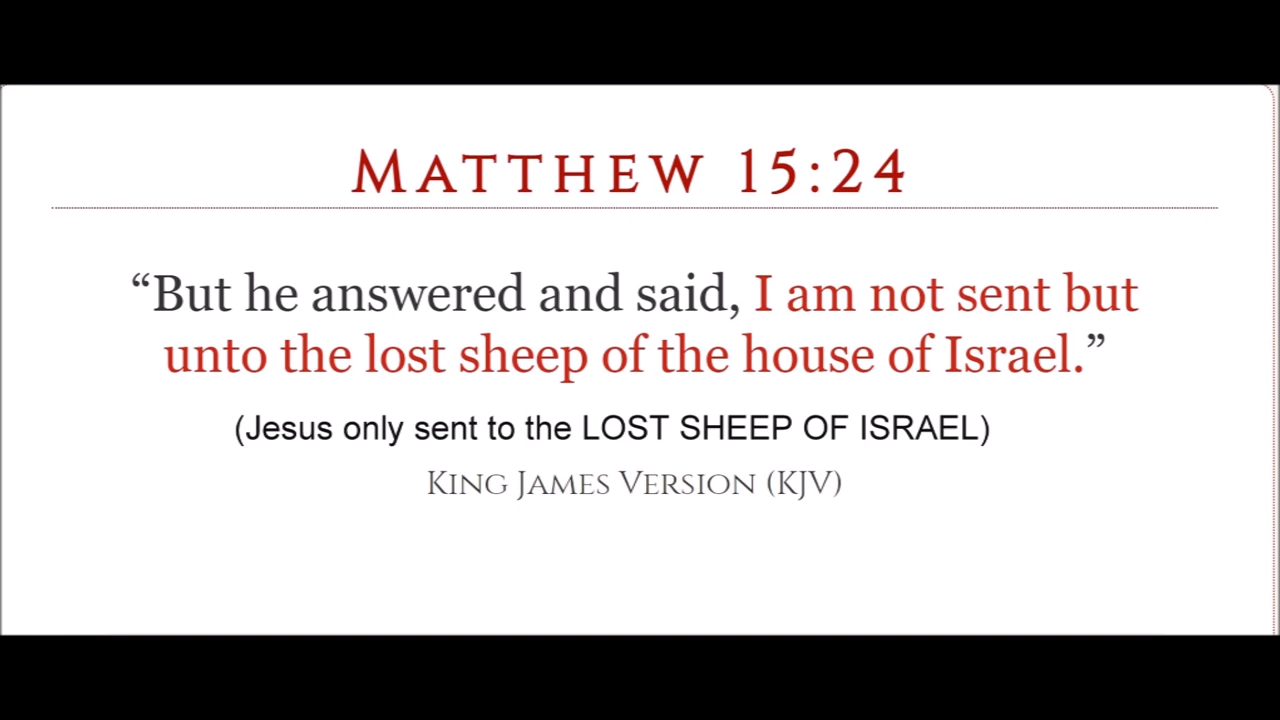 MATTHEW 15:24
“But he answered and said, I am not sent but
unto the lost sheep of the house of Israel.”
(Jesus only sent to the LOST SHEEP OF ISRAEL)
KING JAMES VERSION (KJV)